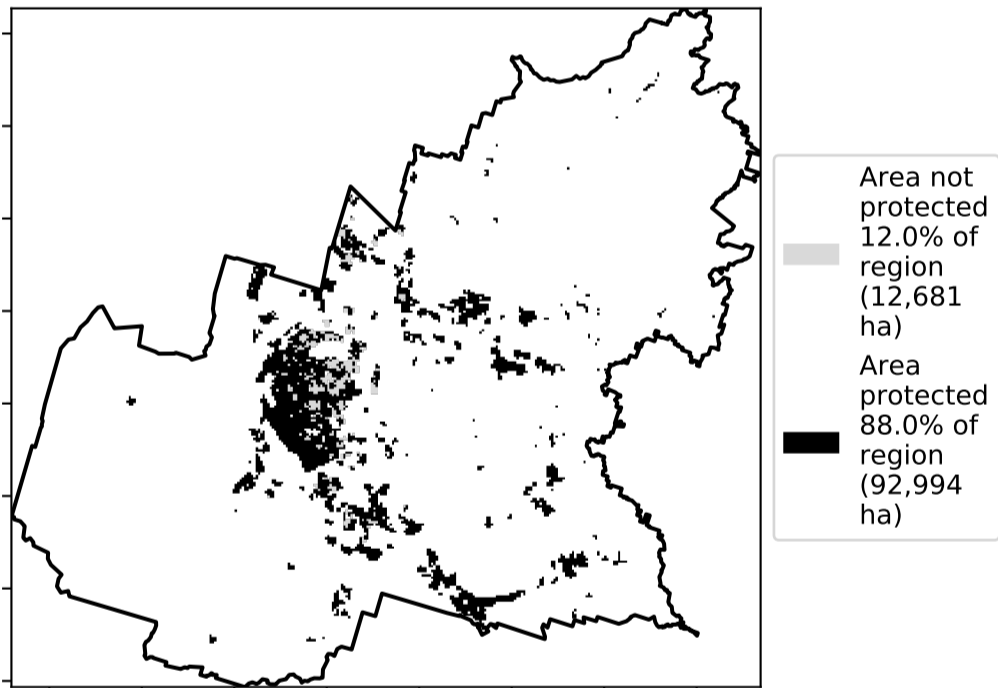 Area not
protected
12.0% of
region
(12,681
ha)
Area
protected
88.0% of
region
(92,994
ha)